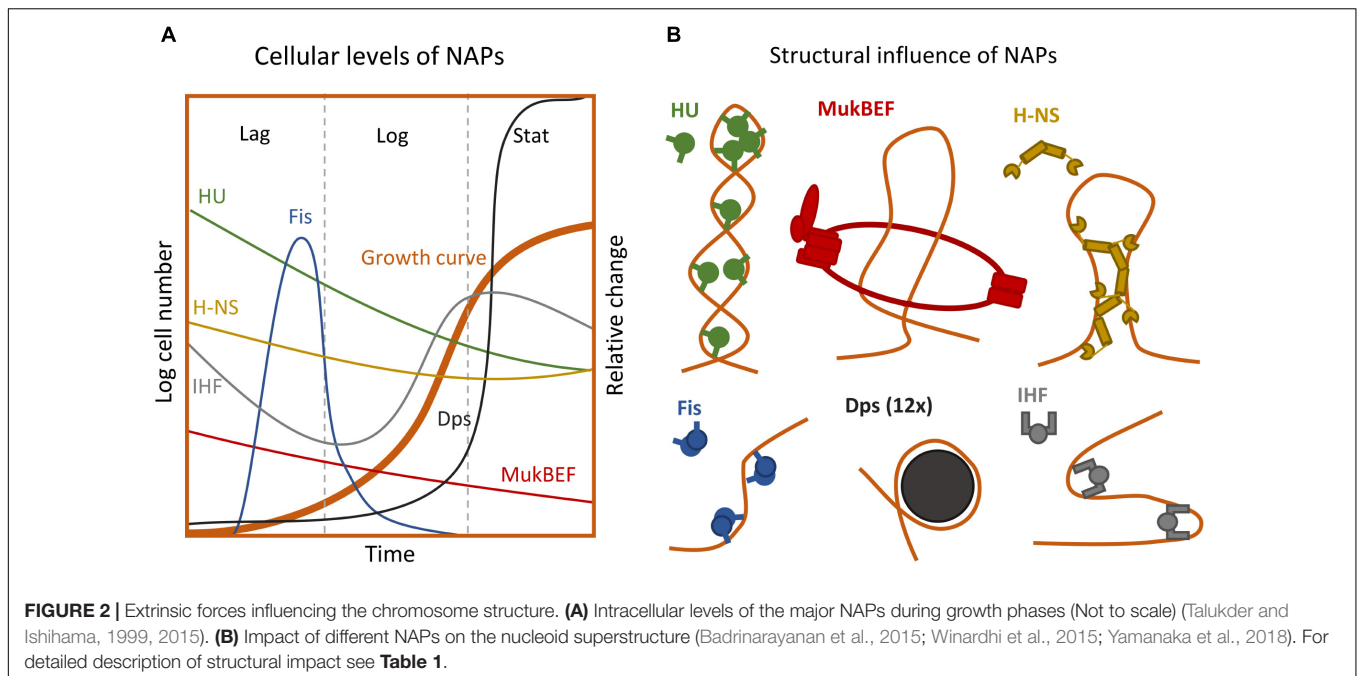 A
Cellular levels of NAPs
Lag
Log
Stat
HU
Fis
Growth curve
H-NS
IHF
Dps
MukBEF
Log cell number
Relative change
Time
B
Structural influence of NAPs
HU
MukBEF
H-NS
Fis
Dps (12x)
IHF
FIGURE 2 | Extrinsic forces influencing the chromosome structure. (A) Intracellular levels of the major NAPs during growth phases (Not to scale) (Talukder and
Ishihama, 1999, 2015). (B) Impact of different NAPs on the nucleoid superstructure (Badrinarayanan et al., 2015; Winardhi et al., 2015; Yamanaka et al., 2018). For
detailed description of structural impact see Table 1.